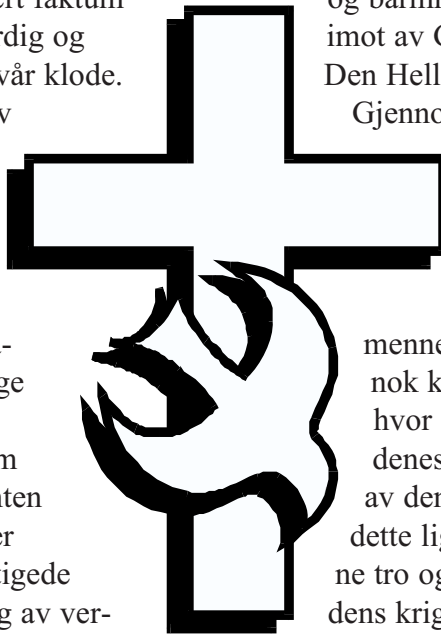 ert faktum
rdig og
vår klode.
v
a-
ge
m
nten
er
tigede
g av ver-
og barm
imot av G
Den Hell
Gjenno
menne
nok k
hvor
denes
av den
dette lig
ne tro og
dens krig